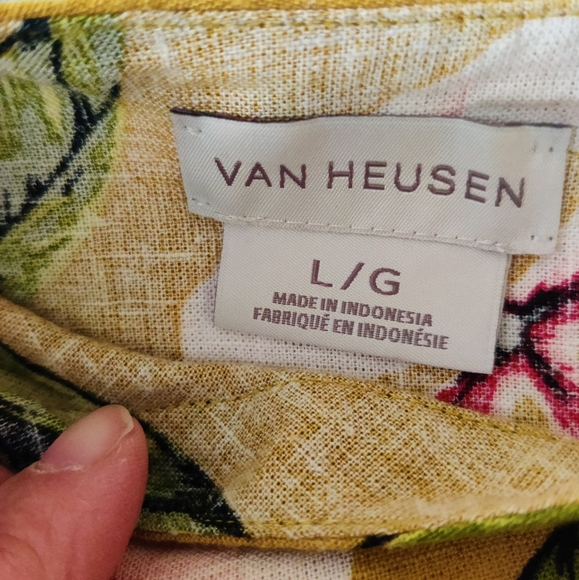 VAN HEUSEN
L/G
MADE IN INDONESIA
FABRIQUÉ EN INDONÉSIE